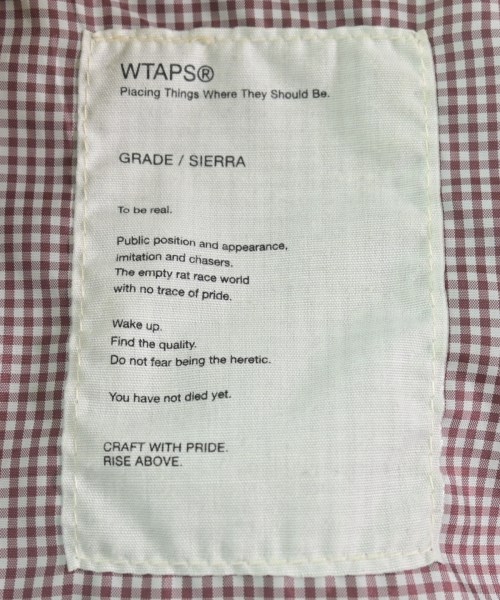 WTAPS®
Placing Things Where They Should Be.
GRADE / SIERRA
To be real.
Public position and appearance,
imitation and chasers.
The empty rat race world
with no trace of pride.
Wake up.
Find the quality.
Do not fear being the heretic.
You have not died yet.
CRAFT WITH PRIDE.
RISE ABOVE.